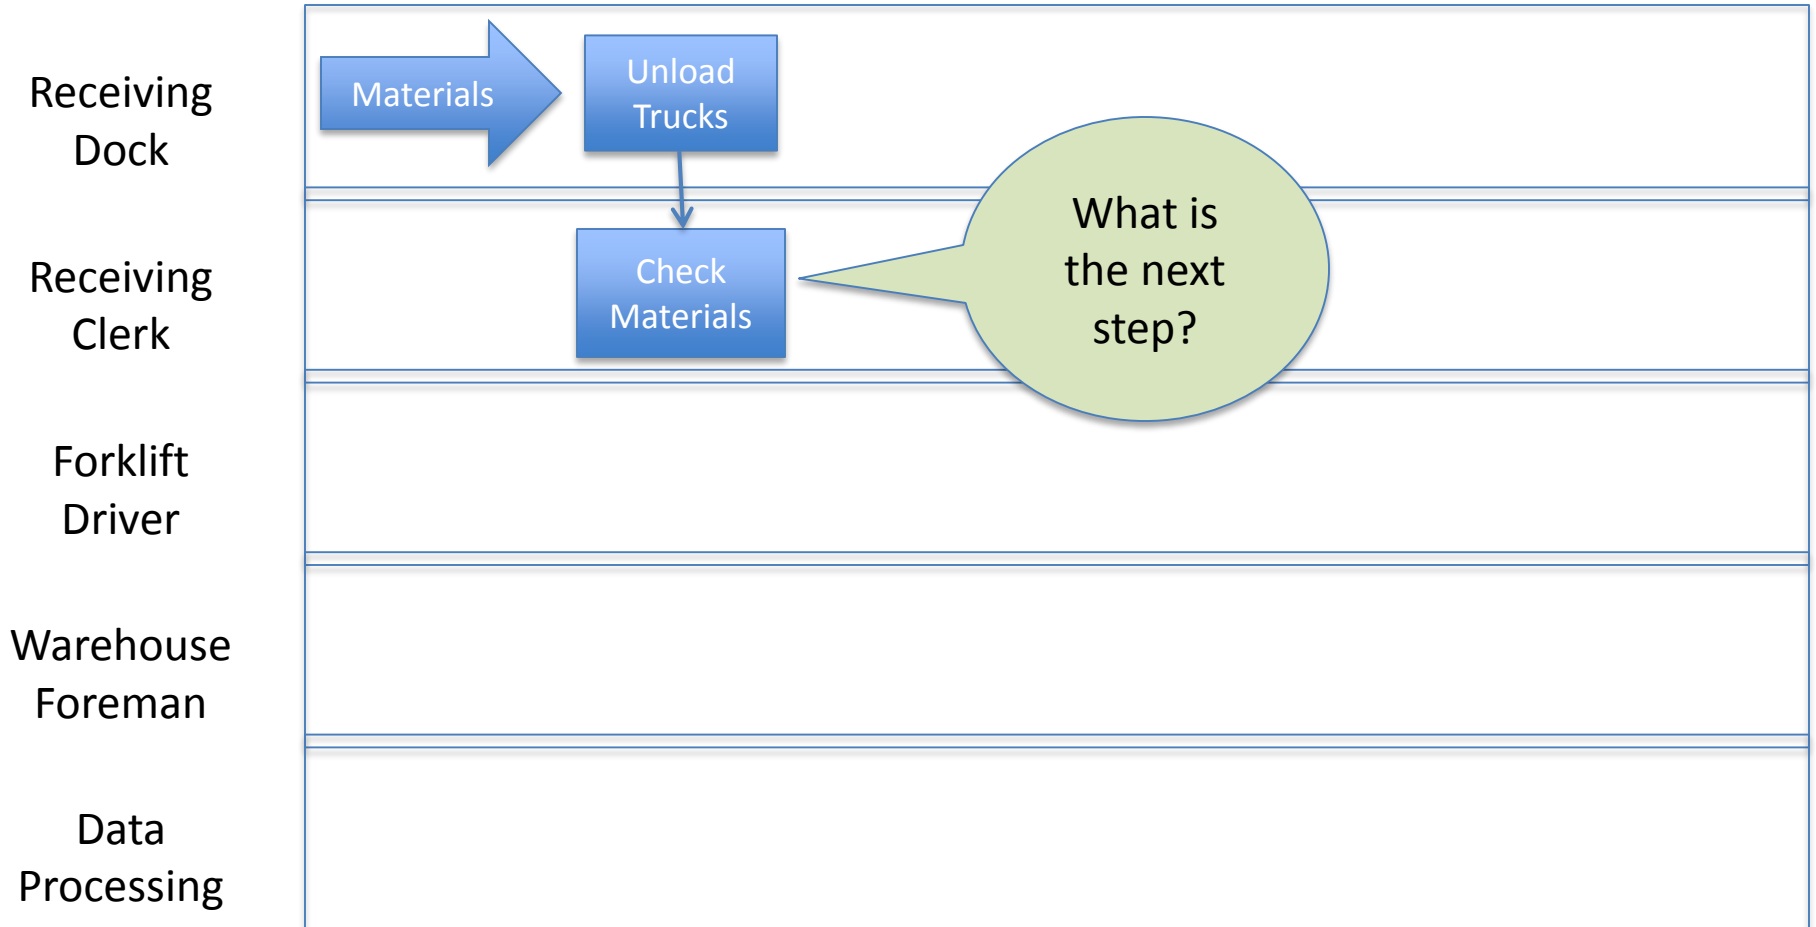 Receiving
Dock
Materials
Unload
Trucks
Receiving
Clerk
Check
Materials
What is
the next
step?
Forklift
Driver
Warehouse
Foreman
Data
Processing